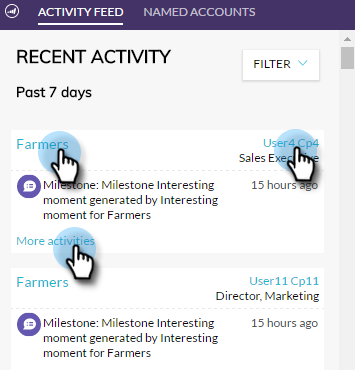 ACTIVITY FEED NAMED ACCOUNTS
RECENT ACTIVITY
FILTER
Past 7 days
Farmers User4 Cp4
Sales Executive
Milestone: Milestone Interesting 15 hours ago
moment generated by Interesting
moment for Farmers
More activities
Farmers User11 Cp11
Director, Marketing
Milestone: Milestone Interesting 15 hours ago
moment generated by Interesting
moment for Farmers